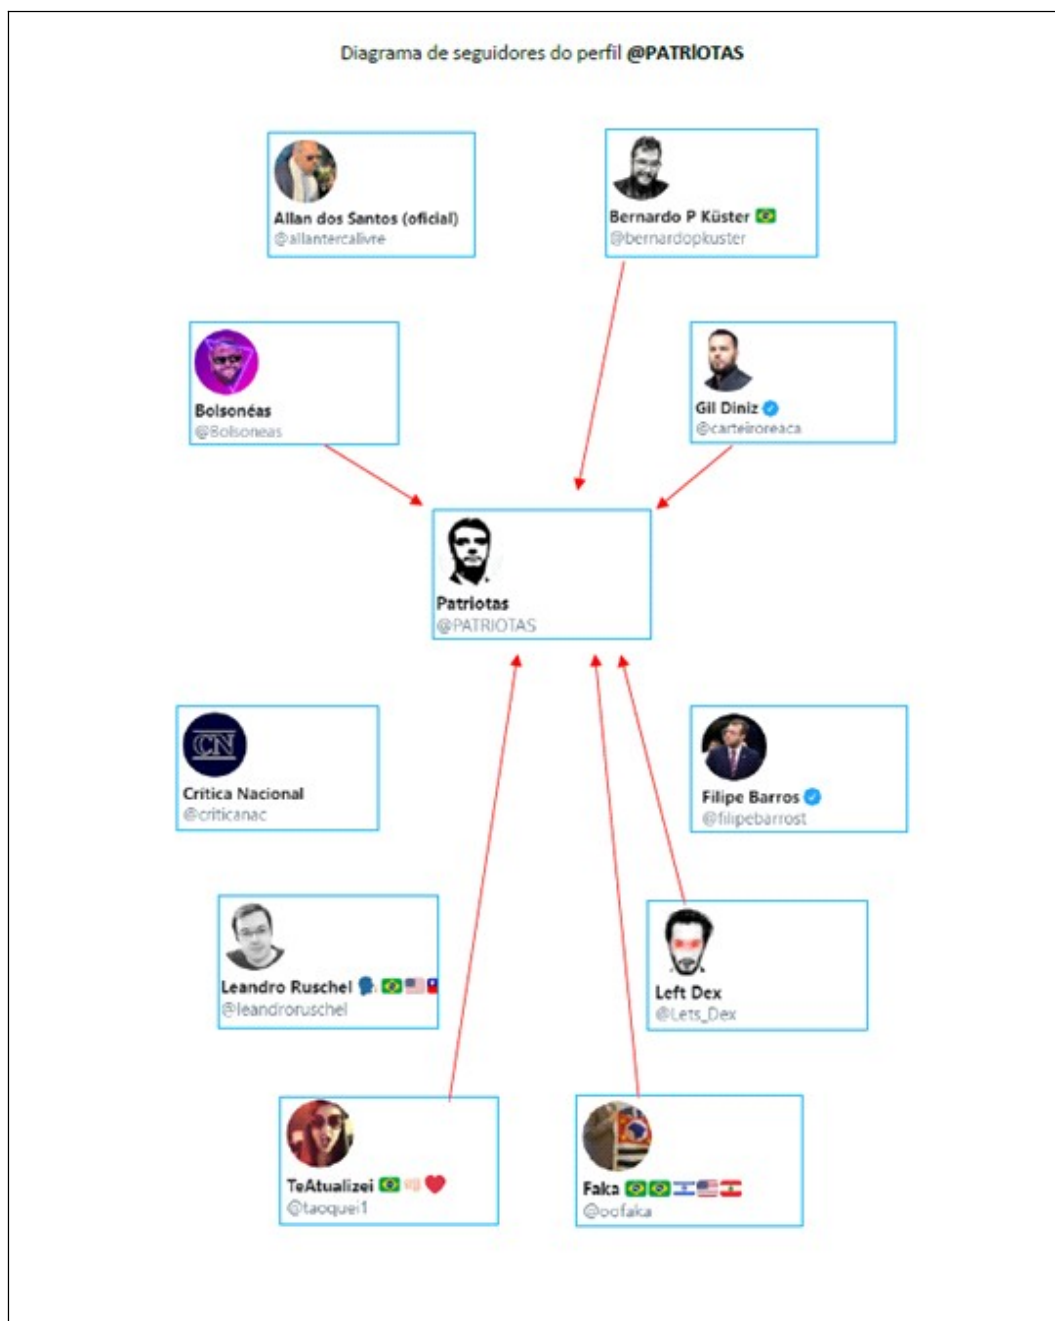 Diagrama de seguidores do perfil @PATRIOTAS
Allan dos Santos (oficial)
@allantercalivre
Bernardo P Küster
@bernardopkuster
Bolsonéas
@Bolsoneas
Gil Diniz
@carteiroreaca
Patriotas
@PATRIOTAS
CN
Crítica Nacional
@criticanac
Filipe Barros
@filipebarrost
Leandro Ruschel
@leandroruschel
Left Dex
@Lets_Dex
TeAtualizei
@taoquei1
Faka
@oofaka